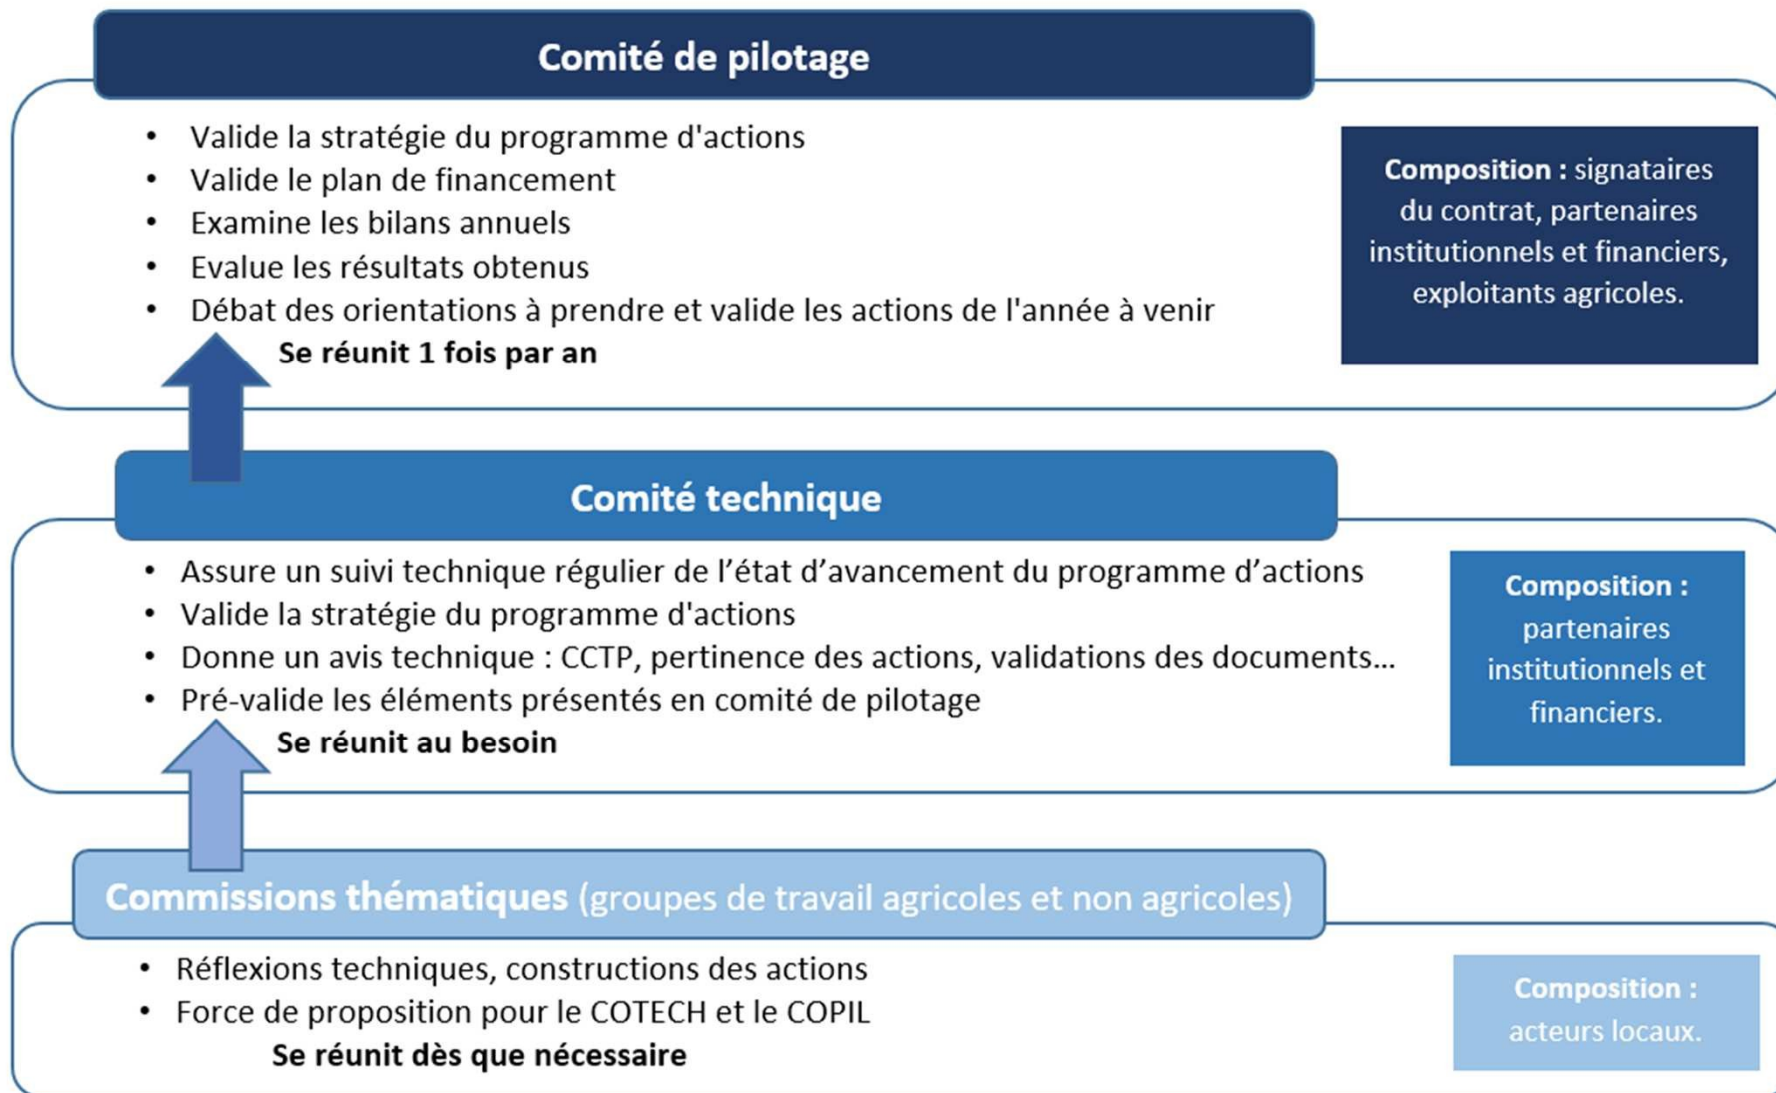 Comité de pilotage
• Valide la stratégie du programme d'actions
• Valide le plan de financement
• Examine les bilans annuels
• Evalue les résultats obtenus
• Débat des orientations à prendre et valide les actions de l'année à venir
Se réunit 1 fois par an
Composition : signataires
du contrat, partenaires
institutionnels et financiers,
exploitants agricoles.
Comité technique
• Assure un suivi technique régulier de l’état d’avancement du programme d’actions
• Valide la stratégie du programme d'actions
• Donne un avis technique : CCTP, pertinence des actions, validations des documents…
• Pré-valide les éléments présentés en comité de pilotage
Se réunit au besoin
Composition :
partenaires
institutionnels et
financiers.
Commissions thématiques (groupes de travail agricoles et non agricoles)
• Réflexions techniques, constructions des actions
• Force de proposition pour le COTECH et le COPIL
Se réunit dès que nécessaire
Composition :
acteurs locaux.